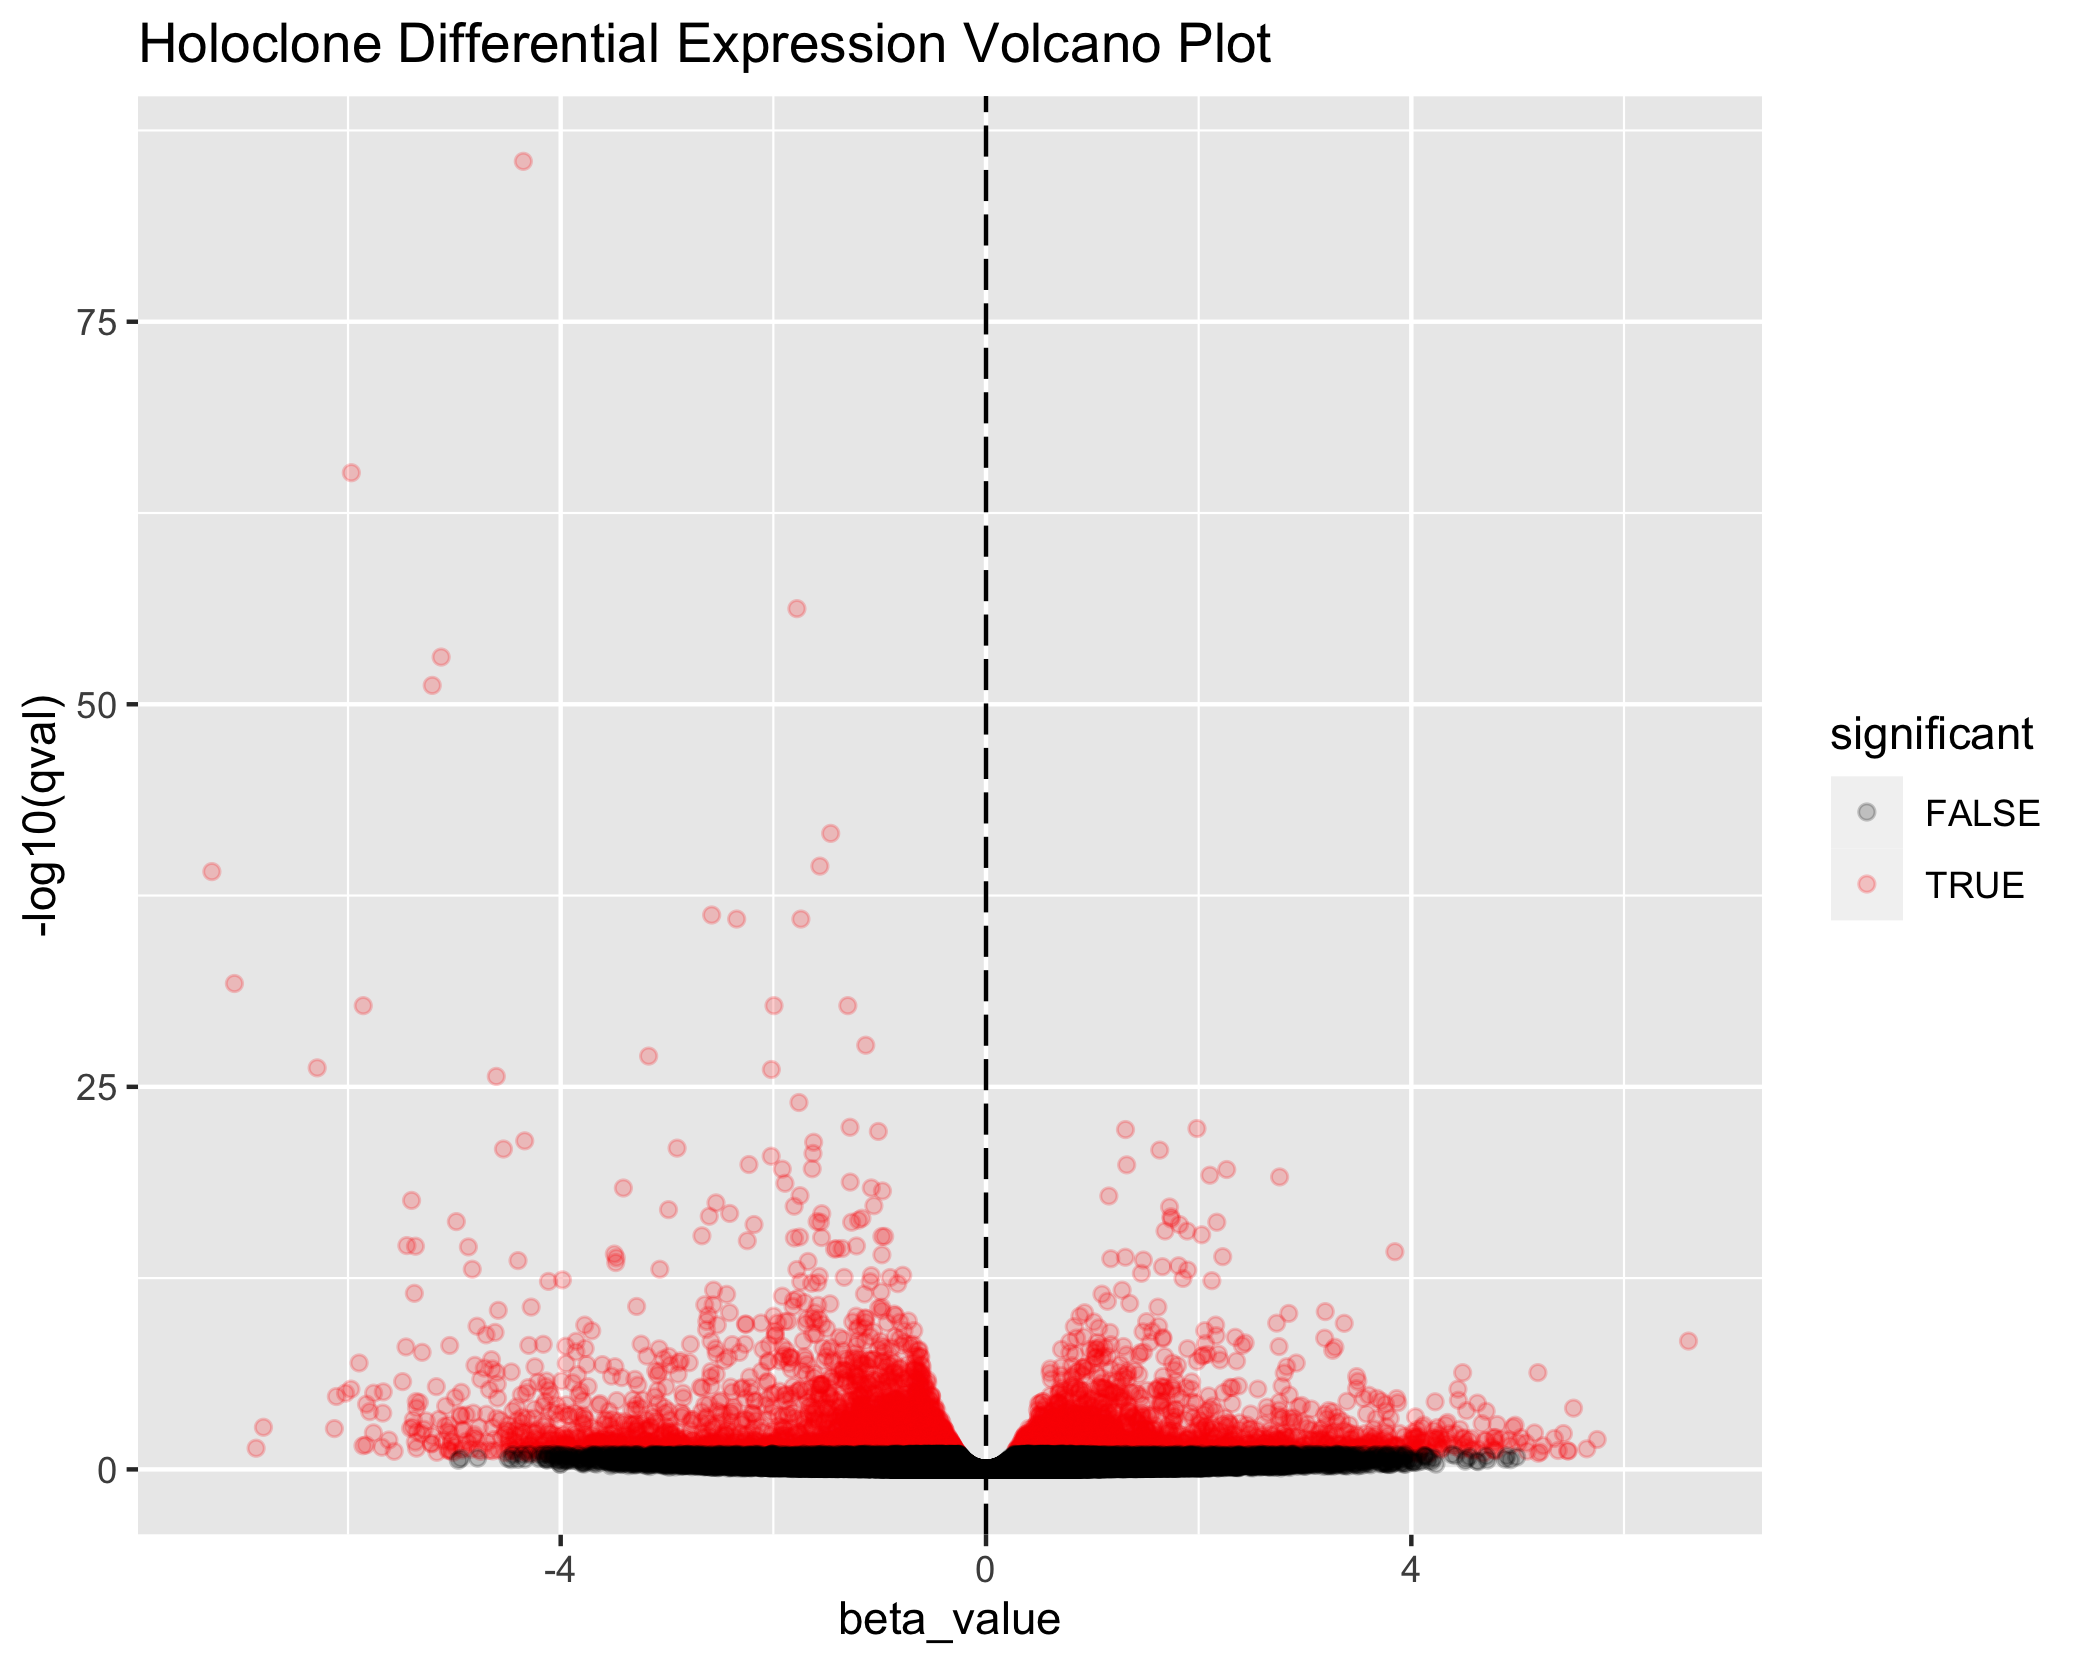 Holoclone Differential Expression Volcano Plot
75
50
25
0
-log10(qval)
-4
0
4
beta_value
significant
FALSE
TRUE